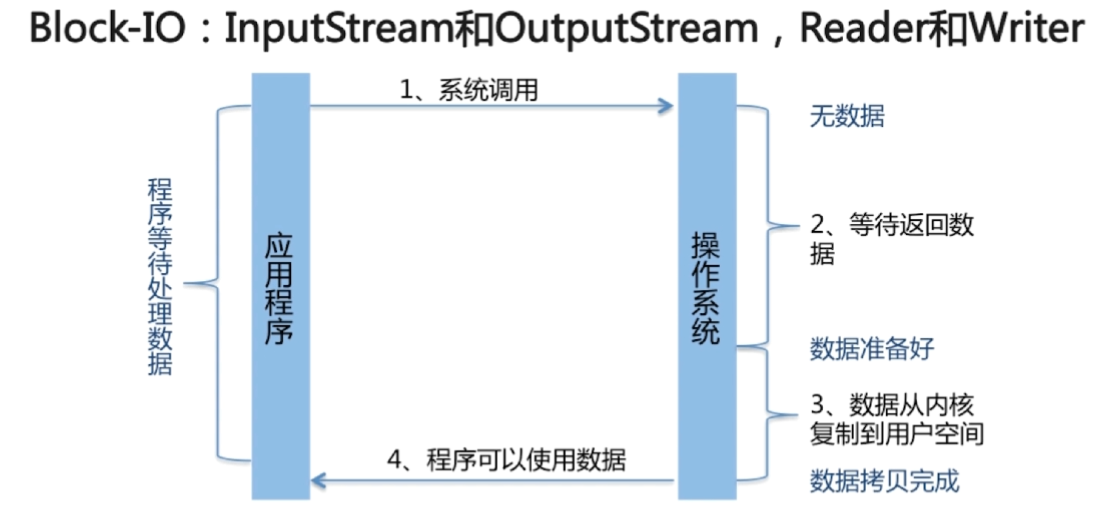 Block-IO：InputStream和OutputStream，Reader和Writer
1、系统调用
无数据
程序等待处理数据
应用程序
操作系统
2、等待返回数
据
数据准备好
3、数据从内核
复制到用户空间
4、程序可以使用数据
数据拷贝完成